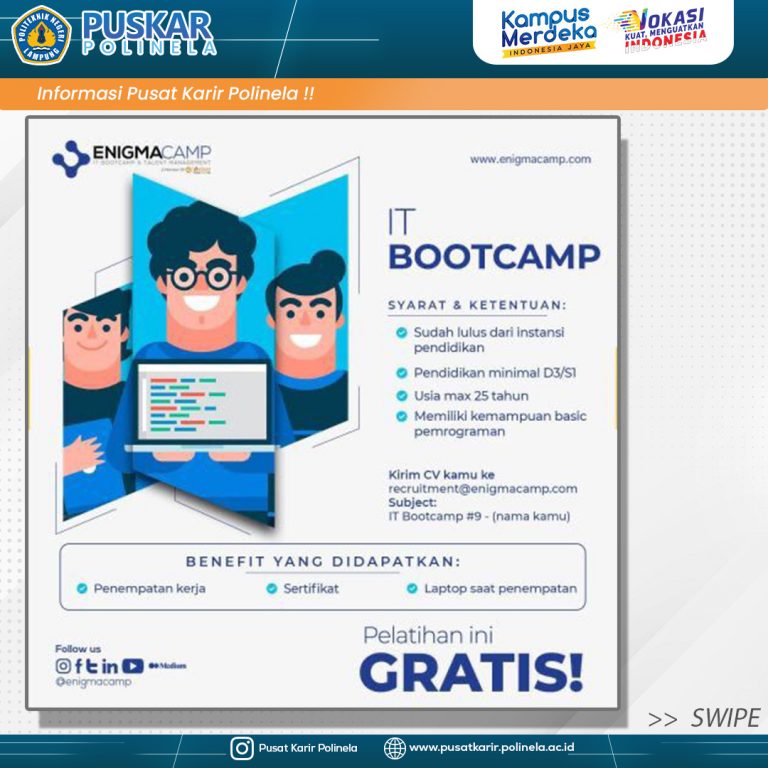 POLITEKNIK NEGERI
LAMPUNG
PUSKAR
POLINELA
Kampus
Merdeka
INDONESIA JAYA
VOKASI
KUAT, MENGUATKAN
INDONESIA
Informasi Pusat Karir Polinela !!
ENIGMACAMP
IT BOOTCAMP & TALENT MANAGEMENT
www.enigmacamp.com
IT
BOOTCAMP
SYARAT & KETENTUAN:
Sudah lulus dari instansi
pendidikan
Pendidikan minimal D3/S1
Usia max 25 tahun
Memiliki kemampuan basic
pemrograman
Kirim CV kamu ke
recruitment@enigmacamp.com
Subject:
IT Bootcamp #9 - (nama kamu)
BENEFIT YANG DIDAPATKAN:
Penempatan kerja
Sertifikat
Laptop saat penempatan
Follow us
Medium
@enigmacamp
Pelatihan ini
GRATIS!
>> SWIPE
Pusat Karir Polinela
www.pusatkarir.polinela.ac.id